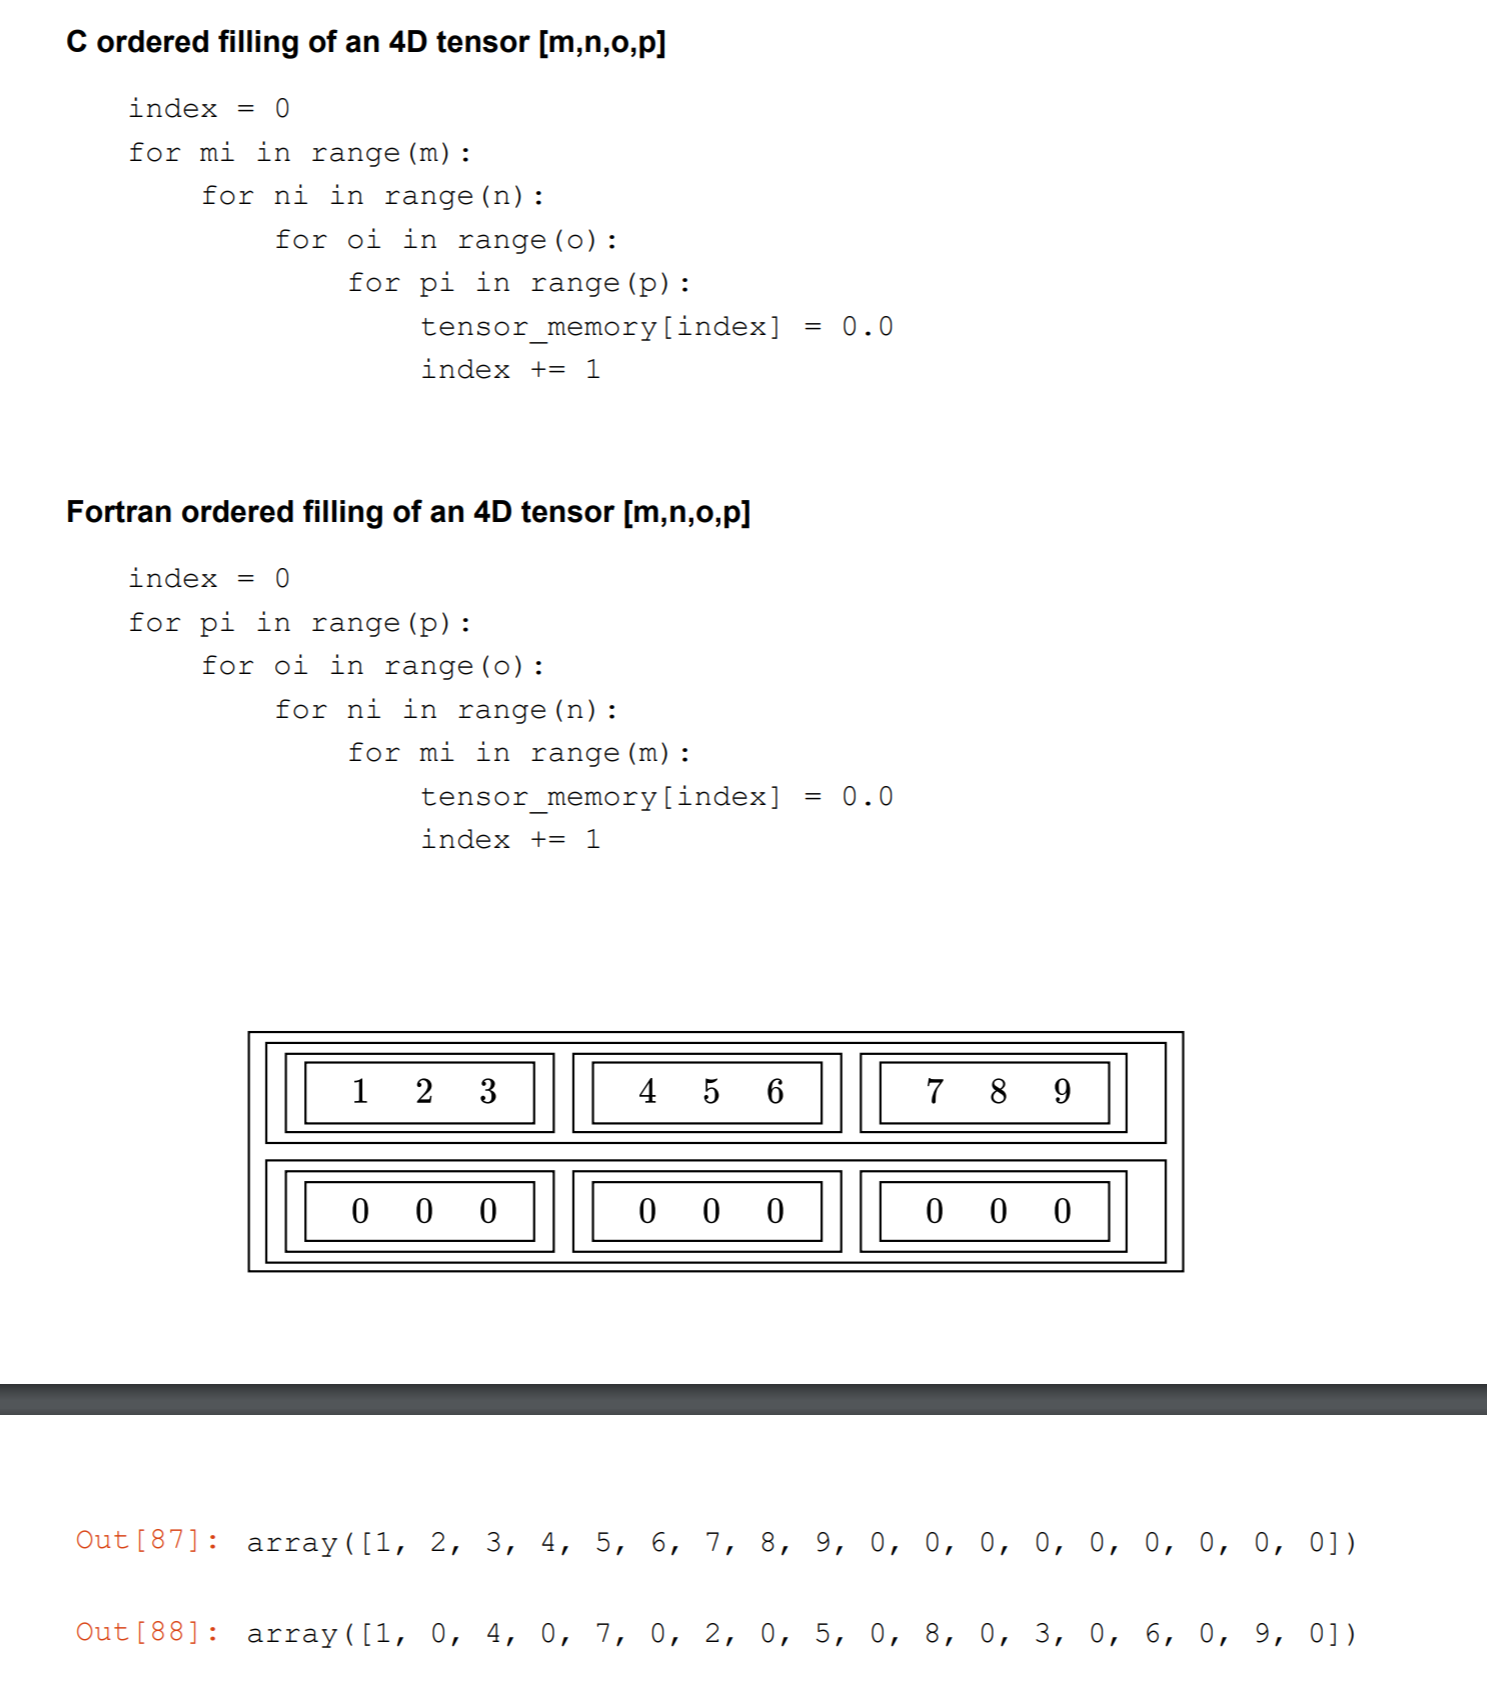 C ordered filling of an 4D tensor [m,n,o,p]
index = 0
for mi in range(m):
    for ni in range(n):
        for oi in range(o):
            for pi in range(p):
                tensor_memory[index] = 0.0
                index += 1
Fortran ordered filling of an 4D tensor [m,n,o,p]
index = 0
for pi in range(p):
    for oi in range(o):
        for ni in range(n):
            for mi in range(m):
                tensor_memory[index] = 0.0
                index += 1
1 2 3 4 5 6 7 8 9
0 0 0 0 0 0 0 0 0
Out[87]: array([1, 2, 3, 4, 5, 6, 7, 8, 9, 0, 0, 0, 0, 0, 0, 0, 0, 0])
Out[88]: array([1, 0, 4, 0, 7, 0, 2, 0, 5, 0, 8, 0, 3, 0, 6, 0, 9, 0])